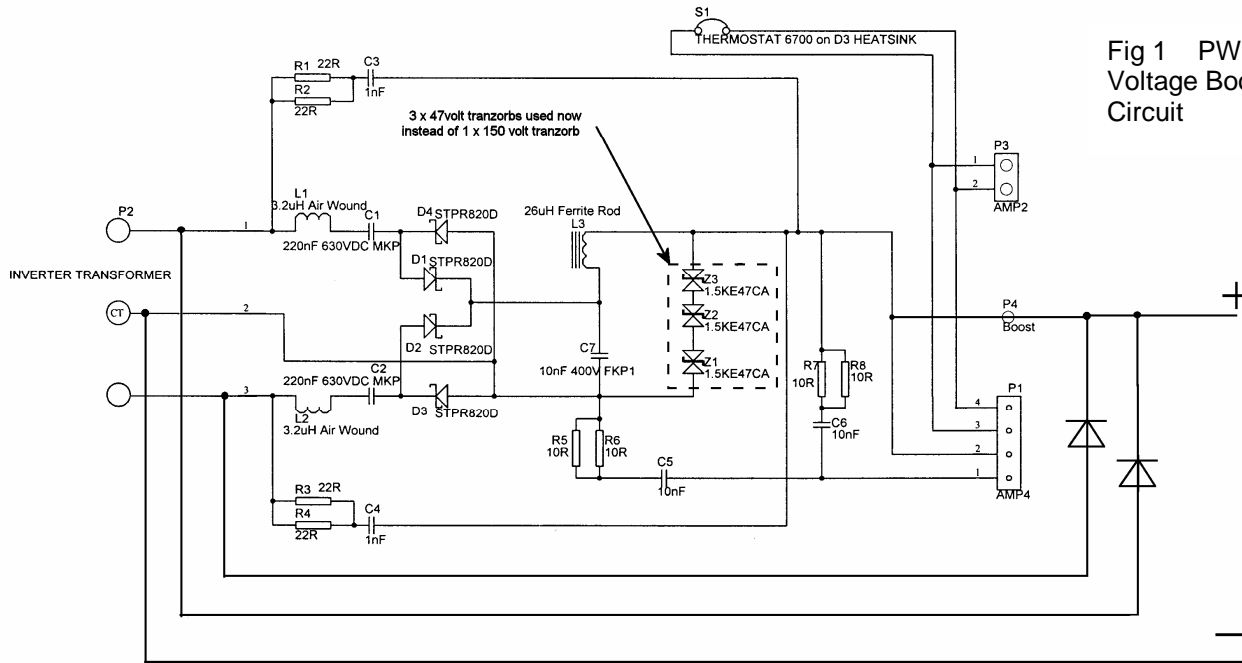 S1
THERMOSTAT 6700 on D3 HEATSINK
Fig 1 PW
Voltage Boo
Circuit
R1 22R
C3
1nF
R2
22R
3 x 47volt tranzorbs used now
instead of 1 x 150 volt tranzorb
P3
1
2
AMP2
P2
1
L1
3.2uH Air Wound
C1
220nF 630VDC MKP
D4
STPR820D
26uH Ferrite Rod
L3
D1
STPR820D
INVERTER TRANSFORMER
CT
2
Z3
1.5KE47CA
Z2
1.5KE47CA
Z1
1.5KE47CA
+
P4
Boost
D2
STPR820D
C7
10nF 400V FKP1
C2
220nF 630VDC MKP
3
L2
3.2uH Air Wound
D3
STPR820D
R7
10R
R8
10R
C6
10nF
P1
4
3
2
1
AMP4
R5
10R
R6
10R
C5
10nF
R3 22R
R4
22R
C4
1nF